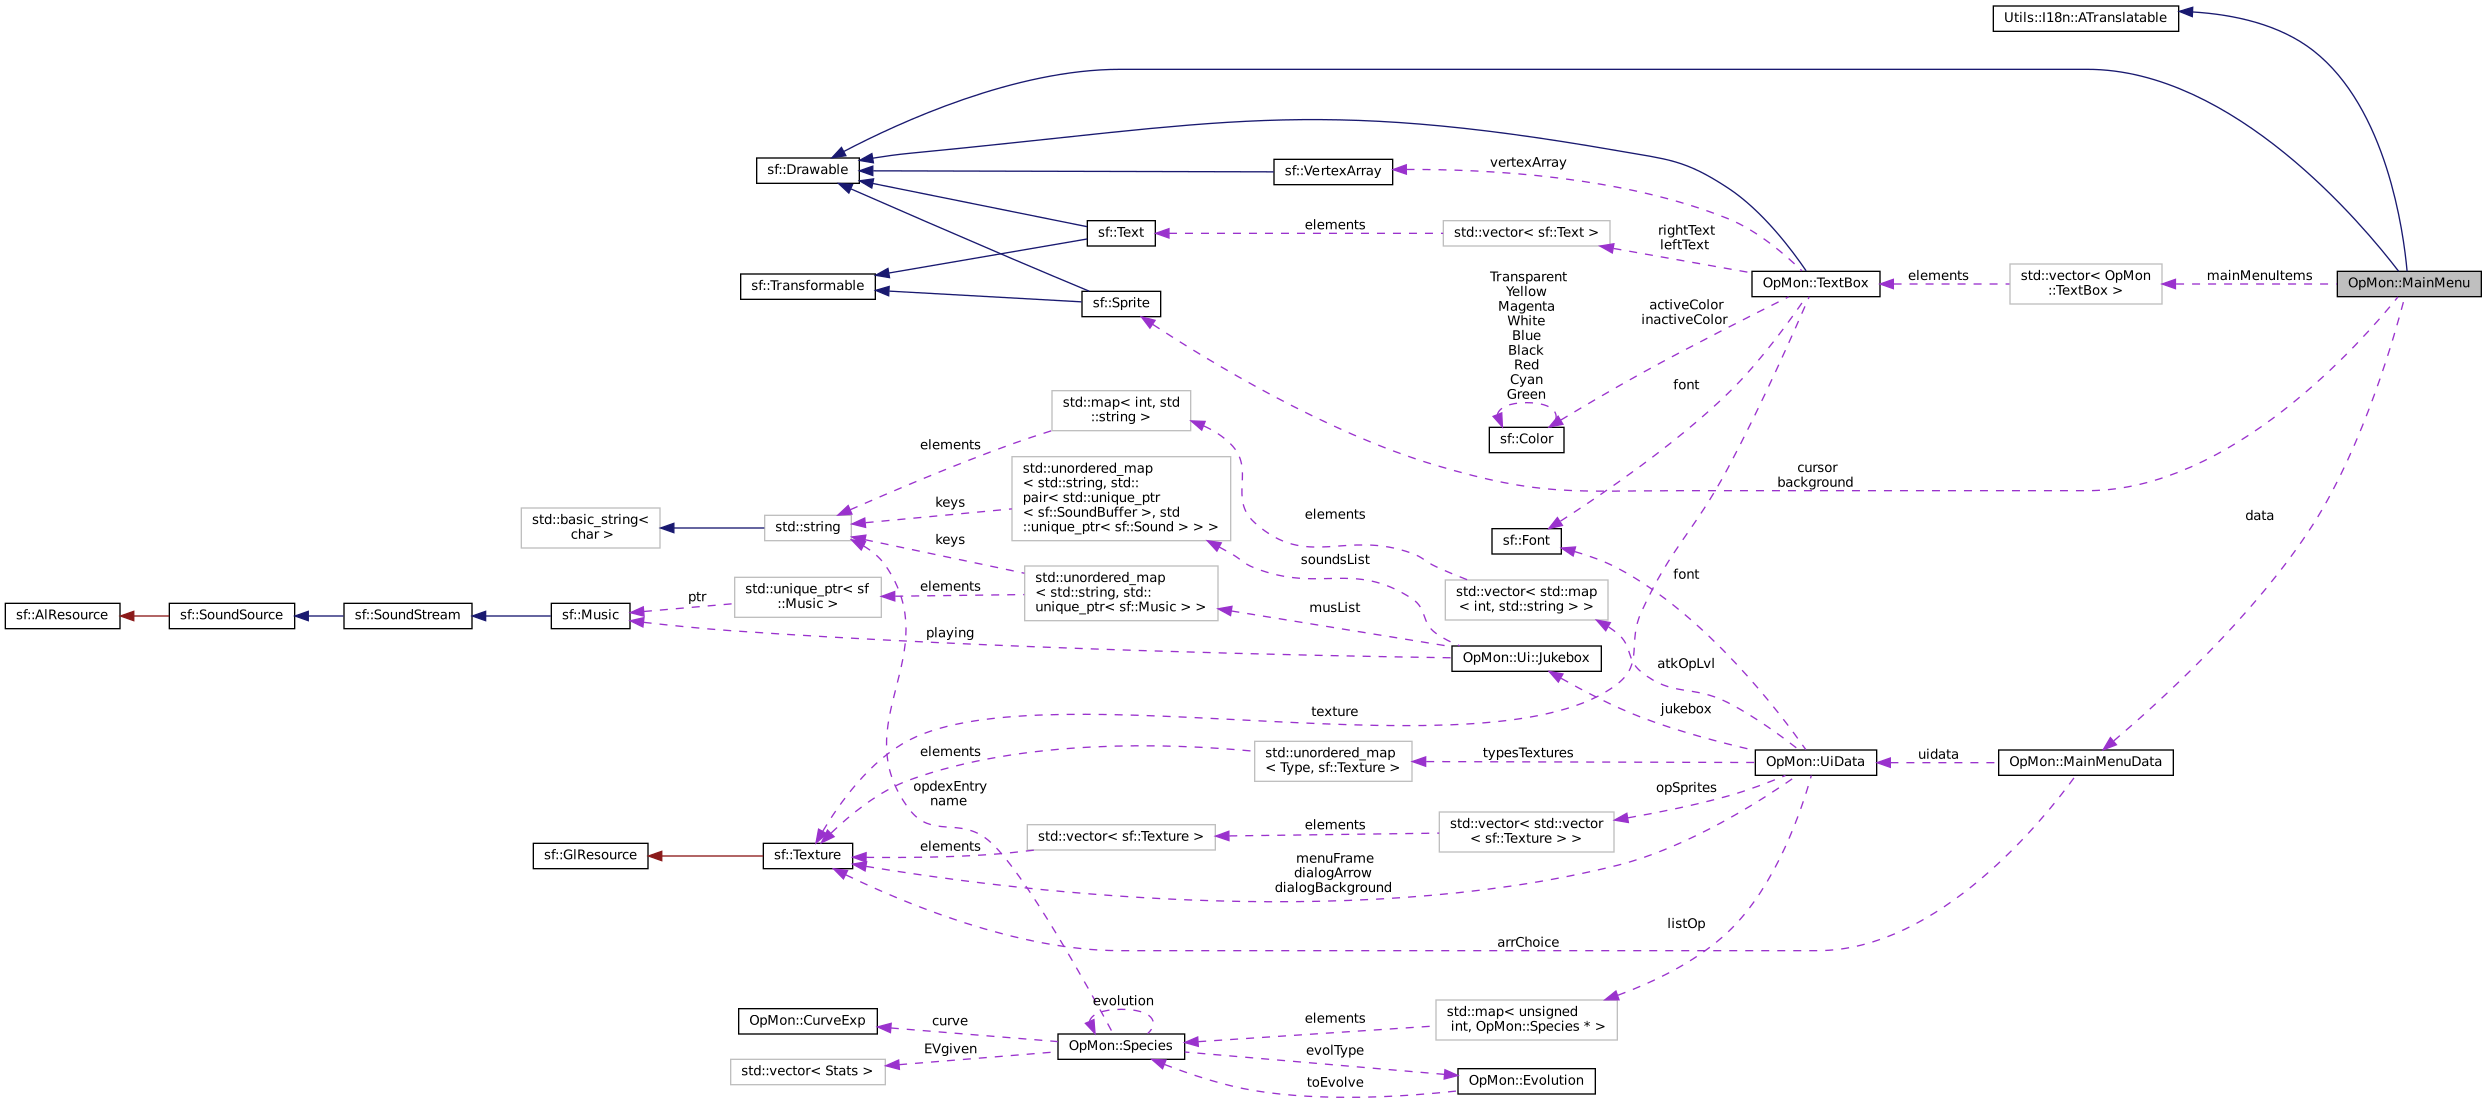 Utils::I18n::ATranslatable
sf::Drawable
sf::VertexArray
vertexArray
sf::Text
elements
std::vector< sf::Text >
rightText
leftText
sf::Transformable
sf::Sprite
Transparent
Yellow
Magenta
White
Blue
Black
Red
Cyan
Green
sf::Color
activeColor
inactiveColor
OpMon::TextBox
elements
std::vector< OpMon
::TextBox >
mainMenuItems
OpMon::MainMenu
font
cursor
background
data
std::map< int, std
::string >
elements
std::unordered_map
< std::string, std::
pair< std::unique_ptr
< sf::SoundBuffer >, std
::unique_ptr< sf::Sound > > >
keys
std::basic_string<
char >
std::string
keys
elements
soundsList
sf::Font
font
sf::AlResource
sf::SoundSource
sf::SoundStream
sf::Music
ptr
std::unique_ptr< sf
::Music >
elements
std::unordered_map
< std::string, std::
unique_ptr< sf::Music > >
musList
std::vector< std::map
< int, std::string > >
playing
OpMon::Ui::Jukebox
atkOpLvl
texture
jukebox
elements
std::unordered_map
< Type, sf::Texture >
typesTextures
OpMon::UiData
uidata
OpMon::MainMenuData
opdexEntry
name
opSprites
sf::GlResource
sf::Texture
elements
std::vector< sf::Texture >
elements
std::vector< std::vector
< sf::Texture > >
menuFrame
dialogArrow
dialogBackground
listOp
arrChoice
evolution
OpMon::CurveExp
curve
OpMon::Species
elements
std::map< unsigned
int, OpMon::Species * >
std::vector< Stats >
EVgiven
evolType
toEvolve
OpMon::Evolution